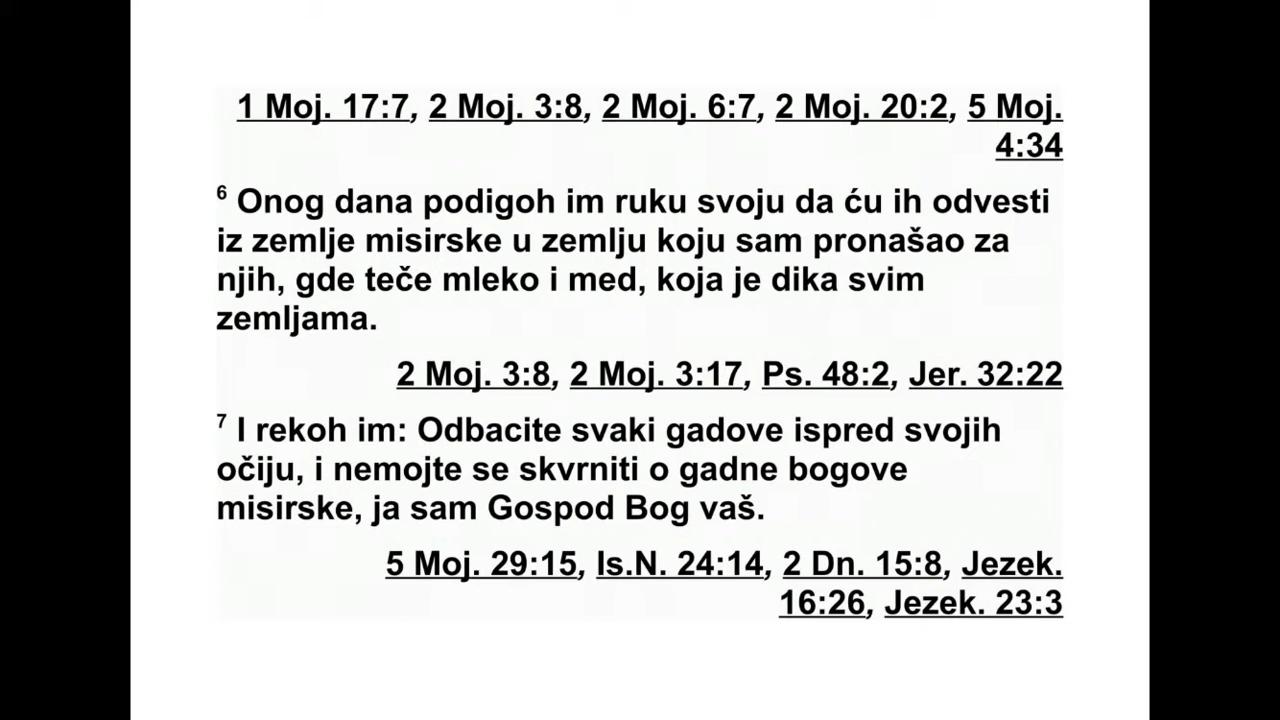 1 Moj. 17:7, 2 Moj. 3:8, 2 Moj. 6:7, 2 Moj. 20:2, 5 Moj.
4:34
6 Onog dana podigoh im ruku svoju da ću ih odvesti
iz zemlje misirske u zemlju koju sam pronašao za
njih, gde teče mleko i med, koja je dika svim
zemljama.
2 Moj. 3:8, 2 Moj. 3:17, Ps. 48:2, Jer. 32:22
7 I rekoh im: Odbacite svaki gadove ispred svojih
očiju, i nemojte se skvrniti o gadne bogove
misirske, ja sam Gospod Bog vaš.
5 Moj. 29:15, Is.N. 24:14, 2 Dn. 15:8, Jezek.
16:26, Jezek. 23:3